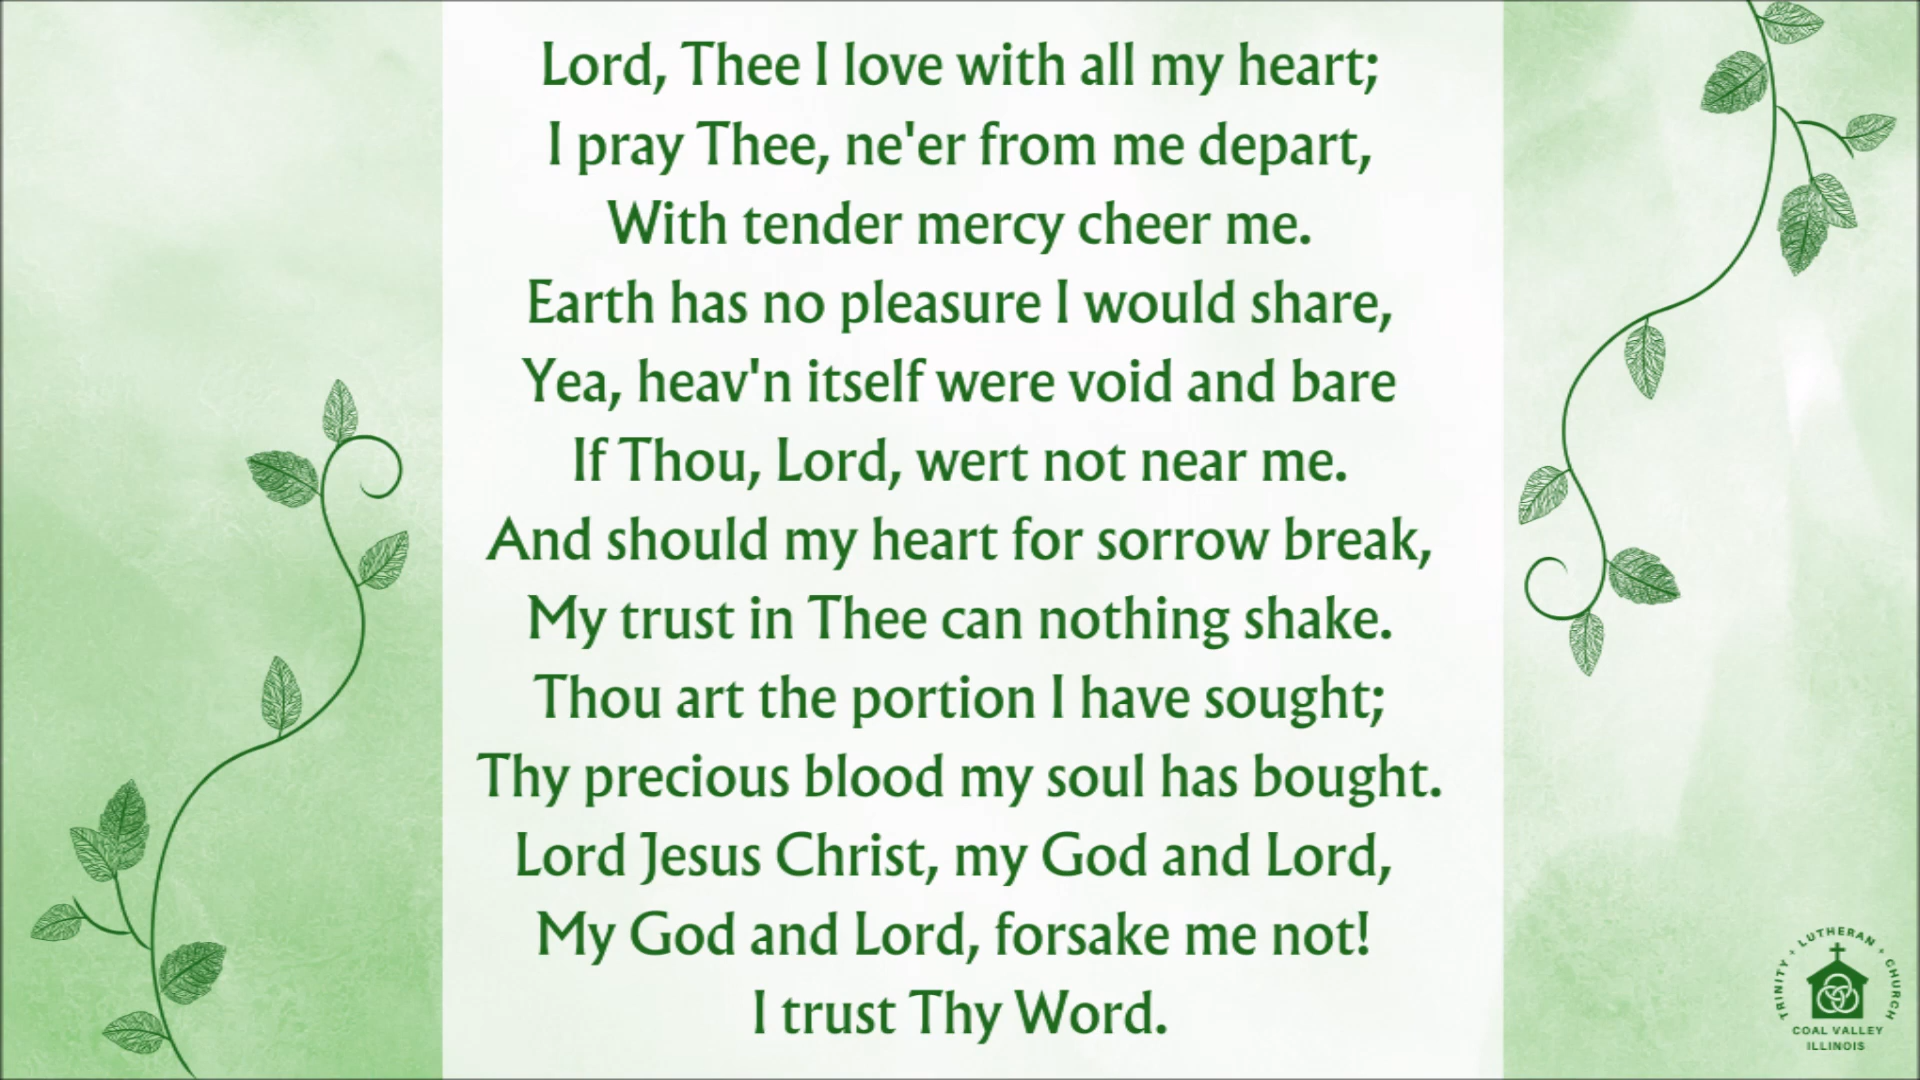 Lord, Thee I love with all my heart;
I pray Thee, ne'er from me depart,
With tender mercy cheer me.
Earth has no pleasure I would share,
Yea, heav'n itself were void and bare
If Thou, Lord, wert not near me.
And should my heart for sorrow break,
My trust in Thee can nothing shake.
Thou art the portion I have sought;
Thy precious blood my soul has bought.
Lord Jesus Christ, my God and Lord,
My God and Lord, forsake me not!
I trust Thy Word.
TRINITY + LUTHERAN + CHURCH
COAL VALLEY
ILLINOIS